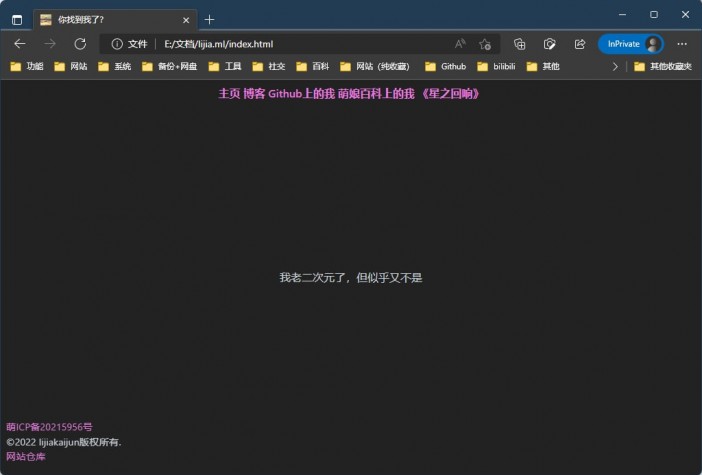 你找到我了？
文件 E:/文档/lijia.ml/index.html
InPrivate
功能 网站 系统 备份+网盘 工具 社交 百科 网站（纯收藏） Github bilibili 其他 其他收藏夹
主页 博客 Github上的我 萌娘百科上的我 《星之回响》
我老二次元了，但似乎又不是
萌ICP备20215956号
©2022 lijiakaijun版权所有.
网站仓库